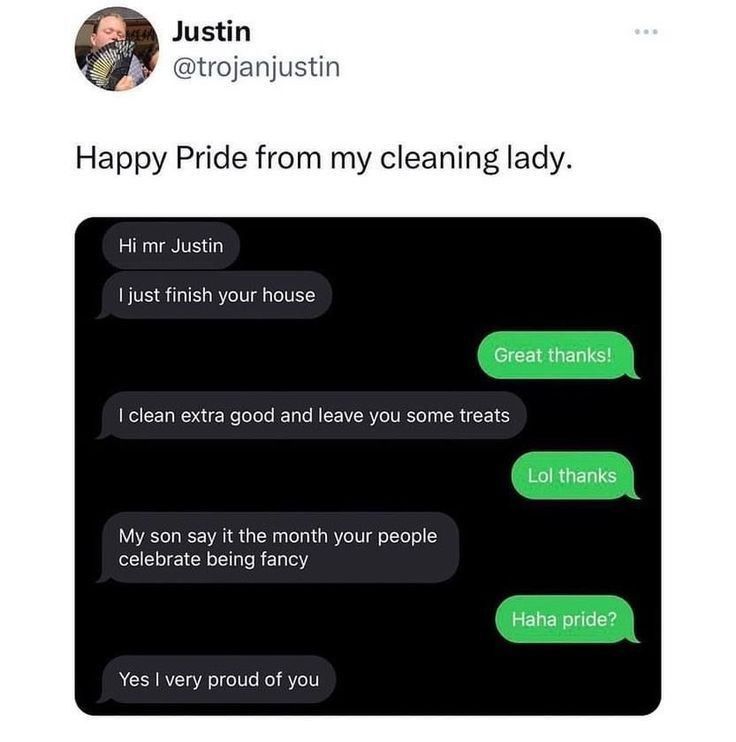 Justin
@trojanjustin
Happy Pride from my cleaning lady.
Hi mr Justin
I just finish your house
Great thanks!
I clean extra good and leave you some treats
Lol thanks
My son say it the month your people
celebrate being fancy
Haha pride?
Yes I very proud of you